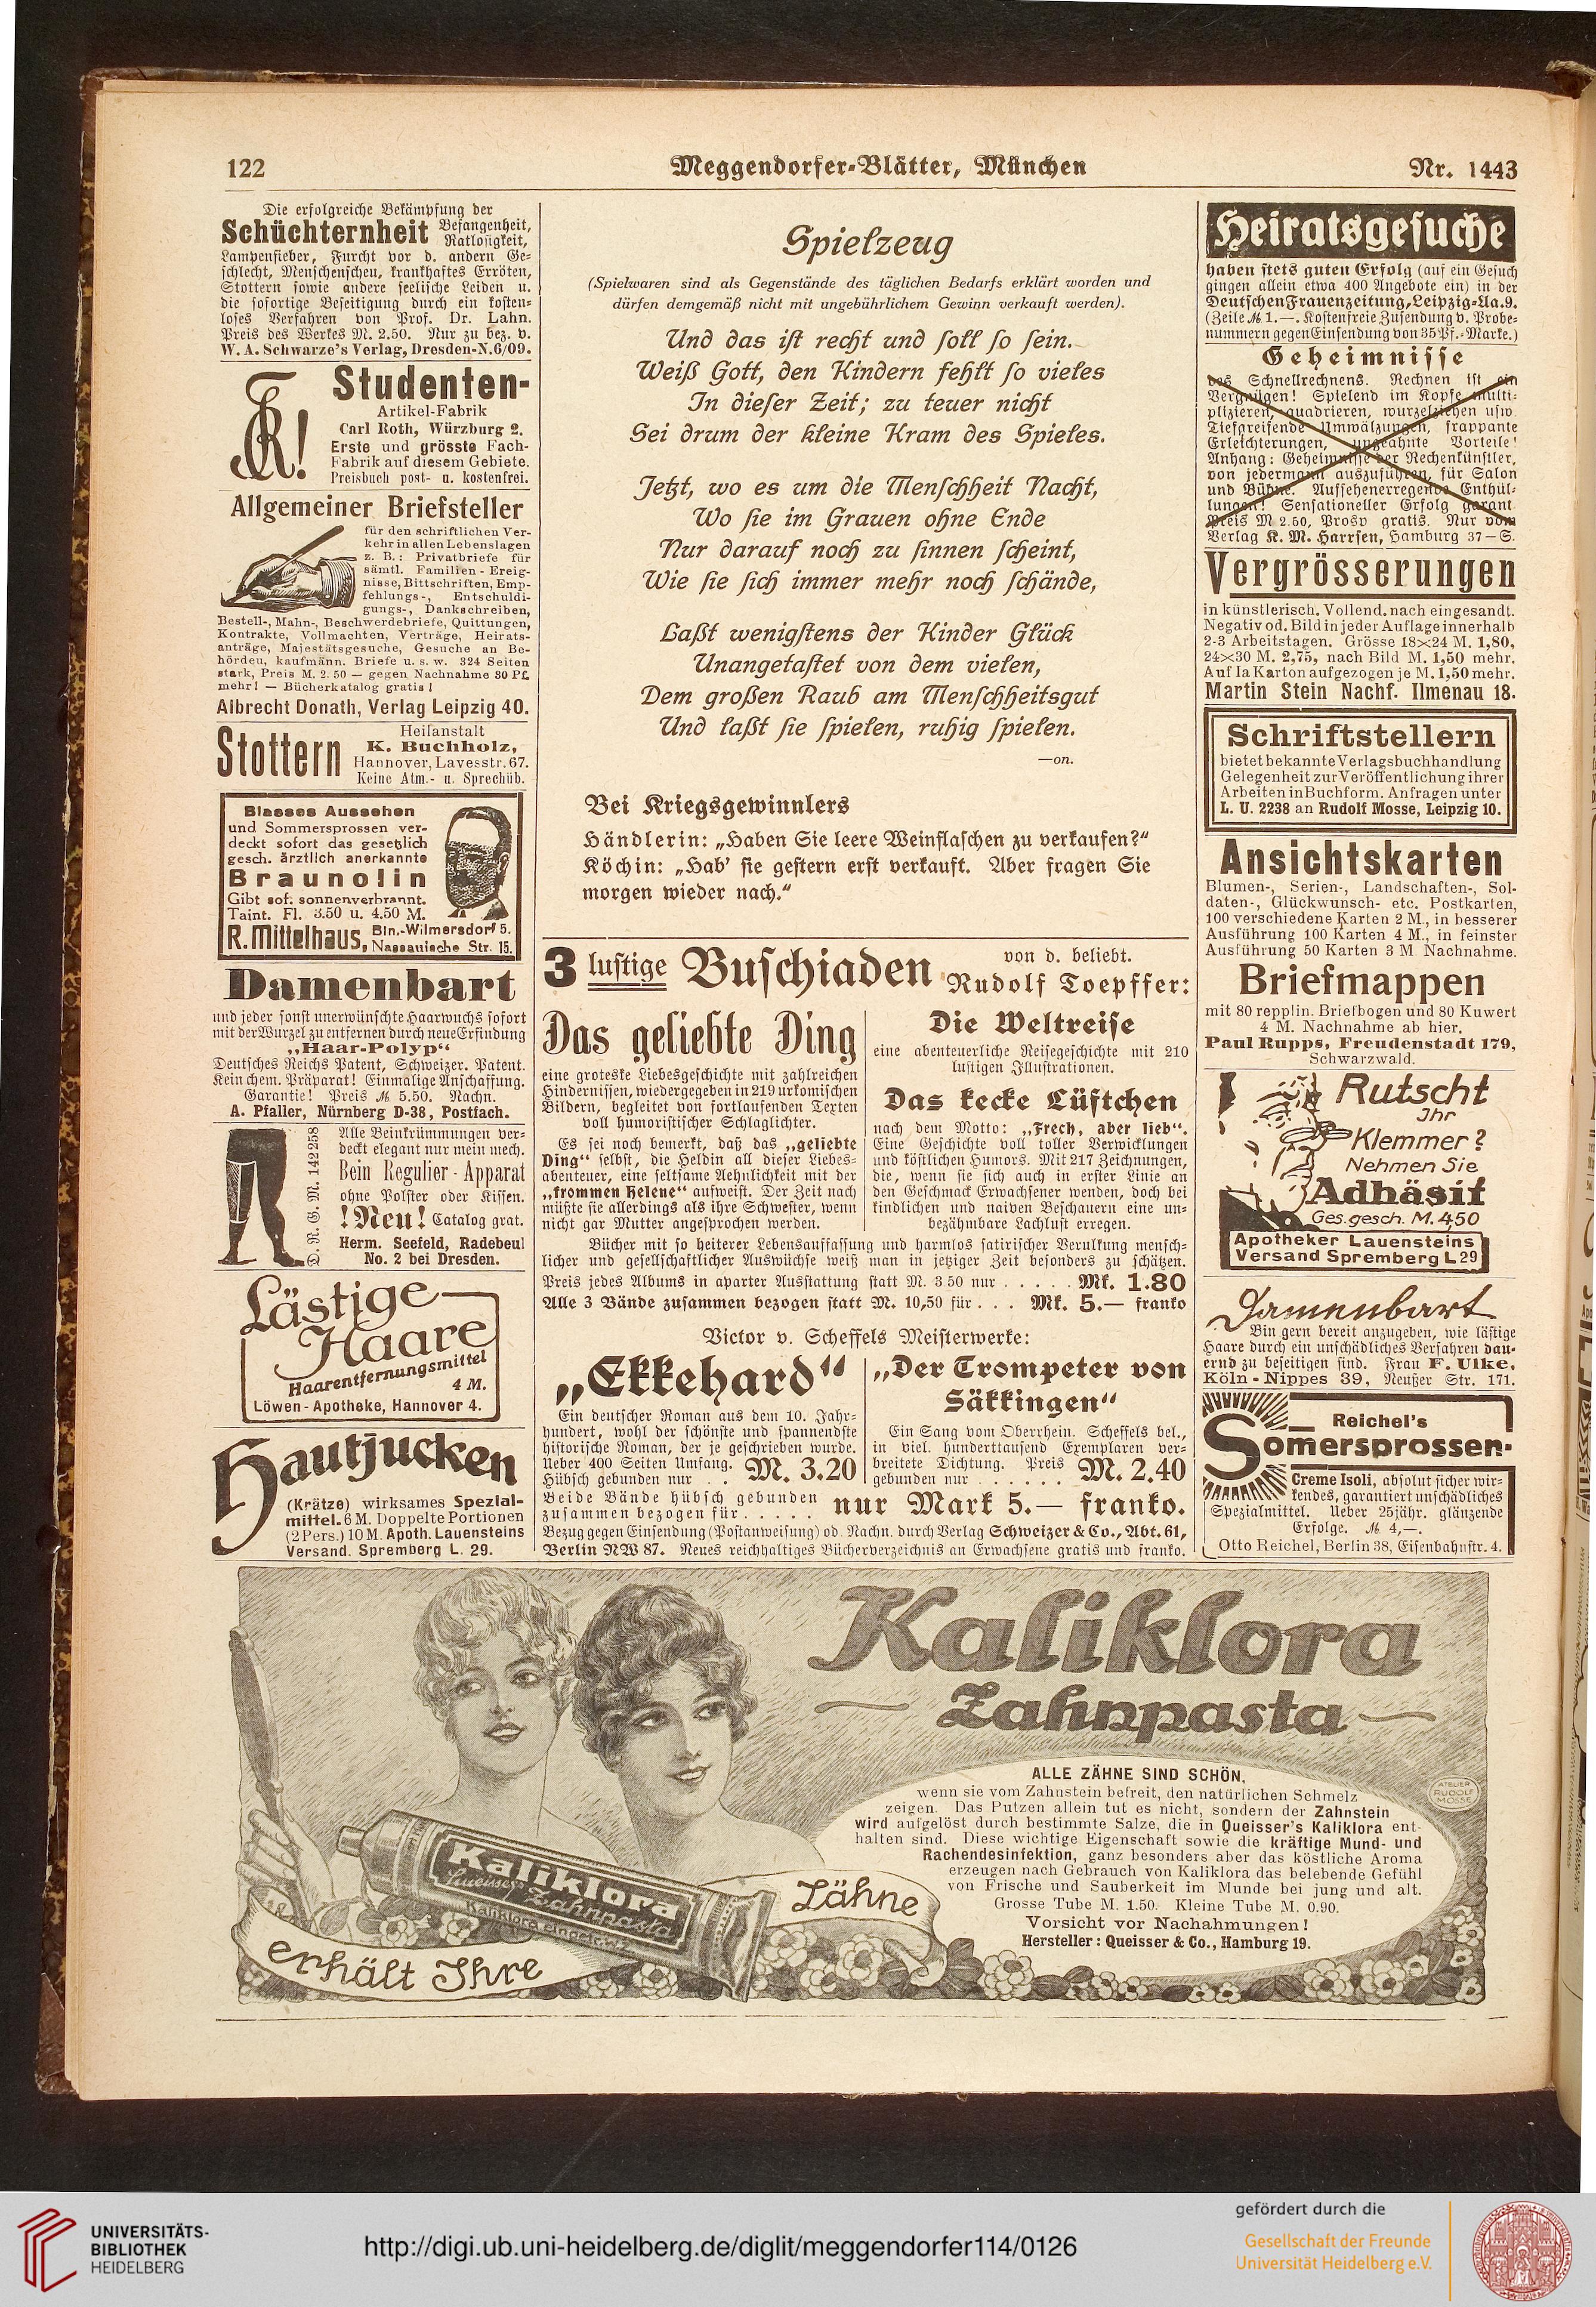 122
Meggendorfer-Blätter, München
Nr. 1443
Die erfolgreiche Bekämpfung der
Schüchternheit Befangenheit,
Ratlosigkeit,
Lampenfieber, Furcht vor d. andern Ge-
schlecht, Menschenscheu, krankhaftes Erröten,
Stottern sowie andere seelische Leiden u.
die sofortige Beseitigung durch ein kosten-
loses Verfahren von Prof. Dr. Lahn.
Preis des Werkes M. 2.50. Nur zu bez. v.
W. A. Schwarze's Verlag, Dresden-N.6/09.
Studenten-
Artikel-Fabrik
Carl Roth, Würzburg 2.
Erste und grösste Fach-
Fabrik auf diesem Gebiete.
Preisbuch post- u. kostenfrei.
Allgemeiner Briefsteller
für den schriftlichen Ver-
kehr in allen Lebenslagen
z. B.: Privatbriefe für
sämtl. Familien-Ereig-
nisse, Bittschriften, Emp-
fehlungs-, Entschuldi-
gungs-, Dankschreiben,
Bestell-, Mahn-, Beschwerdebriefe, Quittungen,
Kontrakte, Vollmachten, Verträge, Heirats-
anträge, Majestätsgesuche, Gesuche an Be-
hörden, kaufmänn. Briefe u. s. w. 324 Seiten
stark, Preis M. 2.50 — gegen Nachnahme 30 Pf.
mehr! — Bücherkatalog gratis!
Albrecht Donath, Verlag Leipzig 40.
Stottern
Heilanstalt
K. Buchholz,
Hannover, Lavesstr. 67.
Keine Atm.- u. Sprechüb.
Blasses Aussehen
und Sommersprossen ver-
deckt sofort das gesetzlich
gesch. ärztlich anerkannte
Braunolin
Gibt sof. sonnenverbrannt.
Taint. Fl. 3.50 u. 4.50 M.
R. Mittelhaus, Bln.-Wilmersdorf 5.
Nassauische Str. 15.
Damenbart
und jeder sonst unerwünschte Haarwuchs sofort
mit der Wurzel zu entfernen durch neue Erfindung
„Haar-Polyp“
Deutsches Reichs Patent, Schweizer. Patent.
Kein chem. Präparat! Einmalige Anschaffung.
Garantie! Preis M 5.50. Nachn.
A. Pfaller, Nürnberg D-38, Postfach.
D. R. G. M. 142 258
Alle Beinkrümmungen ver-
deckt elegant nur mein mech.
Bein Regulier-Apparat
ohne Polster oder Kissen.
! Neu! Catalog grat.
Herm. Seefeld, Radebeul
No. 2 bei Dresden.
Lästige
Haare
Haarentfernungsmittel
4 M.
Löwen-Apotheke, Hannover 4.
Hautjucken
(Krätze) wirksames Spezial-
mittel. 6 M. Doppelte Portionen
(2 Pers.) 10 M. Apoth. Lauensteins
Versand, Spremberg L. 29.
Spielzeug
(Spielwaren sind als Gegenstände des täglichen Bedarfs erklärt worden und
dürfen demgemäß nicht mit ungebührlichem Gewinn verkauft werden).
Und das ist recht und soll so sein.
Weiß Gott, den Kindern fehlt so vieles
In dieser Zeit; zu teuer nicht
Sei drum der kleine Kram des Spieles.
Jetzt, wo es um die Menschheit Nacht,
Wo sie im Grauen ohne Ende
Nur darauf noch zu sinnen scheint,
Wie sie sich immer mehr noch schände,
Laßt wenigstens der Kinder Glück
Unangetastet von dem vielen,
Dem großen Raub am Menschheitsgut
Und laßt sie spielen, ruhig spielen.
—on.
Bei Kriegsgewinnlers
Händlerin: „Haben Sie leere Weinflaschen zu verkaufen?“
Köchin: „Hab' sie gestern erst verkauft. Aber fragen Sie
morgen wieder nach.“
3 lustige Buschiaden von d. beliebt.
Rudolf Toepffer:
Das geliebte Ding
eine groteske Liebesgeschichte mit zahlreichen
Hindernissen, wiedergegeben in 219 urkomischen
Bildern, begleitet von fortlaufenden Texten
voll humoristischer Schlaglichter.
Es sei noch bemerkt, daß das „geliebte
Ding“ selbst, die Heldin all dieser Liebes-
abenteuer, eine seltsame Aehnlichkeit mit der
„frommen Helene“ aufweist. Der Zeit nach
müßte sie allerdings als ihre Schwester, wenn
nicht gar Mutter angesprochen werden.
Die Weltreise
eine abenteuerliche Reisegeschichte mit 210
lustigen Illustrationen.
Das kecke Lüftchen
nach dem Motto: „Frech, aber lieb“.
Eine Geschichte voll toller Verwicklungen
und köstlichen Humors. Mit 217 Zeichnungen,
die, wenn sie sich auch in erster Linie an
den Geschmack Erwachsener wenden, doch bei
kindlichen und naiven Beschauern eine un-
bezähmbare Lachlust erregen.
Bücher mit so heiterer Lebensauffassung und harmlos satirischer Verulkung mensch-
licher und gesellschaftlicher Auswüchse weiß man in jetziger Zeit besonders zu schätzen.
Preis jedes Albums in aparter Ausstattung statt M. 3.50 nur . . . . . Mk. 1.80
Alle 3 Bände zusammen bezogen statt M. 10,50 für . . . Mk. 5.— franko
Victor v. Scheffels Meisterwerke:
„Ekkehard“
Ein deutscher Roman aus dem 10. Jahr-
hundert, wohl der schönste und spannendste
historische Roman, der je geschrieben wurde.
Ueber 400 Seiten Umfang.
Hübsch gebunden nur . . M. 3.20
„Der Trompeter von
Säkkingen“
Ein Sang vom Oberrhein. Scheffels bel.,
in viel. hunderttausend Exemplaren ver-
breitete Dichtung. Preis
gebunden nur . . . . . . M. 2.40
Beide Bände hübsch gebunden
zusammen bezogen für . . . . . nur Mark 5.— franko.
Bezug gegen Einsendung (Postanweisung) od. Nachn. durch Verlag Schweizer & Co., Abt. 61,
Berlin NW 87. Neues reichhaltiges Bücherverzeichnis an Erwachsene gratis und franko.
Heiratsgesuche
haben stets guten Erfolg (auf ein Gesuch
gingen allein etwa 400 Angebote ein) in der
Deutschen Frauenzeitung, Leipzig-Ua. 9.
(Zeile M 1.—. Kostenfreie Zusendung v. Probe-
nummern gegen Einsendung von 35 Pf.-Marke.)
Geheimnisse
des Schnellrechnens. Rechnen ist ein
Vergnügen! Spielend im Kopfe multi-
plizieren, quadrieren, wurzelziehen usw.
Tiefgreifende Umwälzungen, frappante
Erleichterungen, ungeahnte Vorteile!
Anhang: Geheimnisse der Rechenkünstler,
von jedermann auszuführen, für Salon
und Bühne. Aufsehenerregende Enthül-
lungen! Sensationeller Erfolg garant.
Preis M 2.50, Prosp gratis. Nur vom
Verlag K. M. Harrsen, Hamburg 37–S.
Vergrösserungen
in künstlerisch. Vollend. nach eingesandt.
Negativ od. Bild in jeder Auflage innerhalb
2-3 Arbeitstagen. Grösse 18×24 M. 1,80,
24×30 M. 2,75, nach Bild M. 1,50 mehr.
Auf Ia Karton aufgezogen je M. 1,50 mehr.
Martin Stein Nachf. Ilmenau 18.
Schriftstellern
bietet bekannte Verlagsbuchhandlung
Gelegenheit zur Veröffentlichung ihrer
Arbeiten in Buchform. Anfragen unter
L. U. 2238 an Rudolf Mosse, Leipzig 10.
Ansichtskarten
Blumen-, Serien-, Landschaften-, Sol-
daten-, Glückwunsch- etc. Postkarten,
100 verschiedene Karten 2 M., in besserer
Ausführung 100 Karten 4 M., in feinster
Ausführung 50 Karten 3 M. Nachnahme.
Briefmappen
mit 80 repplin. Briefbogen und 80 Kuwert
4 M. Nachnahme ab hier.
Paul Rupps, Freudenstadt 179,
Schwarzwald.
Rutscht
Ihr
Klemmer?
Nehmen Sie
Adhäsit
Ges. gesch. M. 4,50
Apotheker Lauensteins
Versand Spremberg L 29
Damenbart
Bin gern bereit anzugeben, wie lästige
Haare durch ein unschädliches Verfahren dau-
ernd zu beseitigen sind. Frau F. Ulke,
Köln-Nippes 39, Neußer Str. 171.
Reichel's
Somersprossen-
Creme Isoli, absolut sicher wir-
kendes, garantiert unschädliches
Spezialmittel. Ueber 25jähr. glänzende
Erfolge. M 4,—.
Otto Reichel, Berlin 38, Eisenbahnstr. 4.
Kaliklora
Zahnpasta
ALLE ZÄHNE SIND SCHÖN,
wenn sie vom Zahnstein befreit, den natürlichen Schmelz
zeigen. Das Putzen allein tut es nicht, sondern der Zahnstein
wird aufgelöst durch bestimmte Salze, die in Queisser's Kaliklora ent-
halten sind. Diese wichtige Eigenschaft sowie die kräftige Mund- und
Rachendesinfektion, ganz besonders aber das köstliche Aroma
erzeugen nach Gebrauch von Kaliklora das belebende Gefühl
von Frische und Sauberkeit im Munde bei jung und alt.
Grosse Tube M. 1.50. Kleine Tube M. 0.90.
Vorsicht vor Nachahmungen!
Hersteller: Queisser & Co., Hamburg 19.
ATELIER
RUDOLF
MOSSE
Kaliklora
Queisser's Zahnpasta
erhält Ihre
Zähne
UNIVERSITÄTS-
BIBLIOTHEK
HEIDELBERG
http://digi.ub.uni-heidelberg.de/diglit/meggendorfer114/0126
gefördert durch die
Gesellschaft der Freunde
Universität Heidelberg e.V.